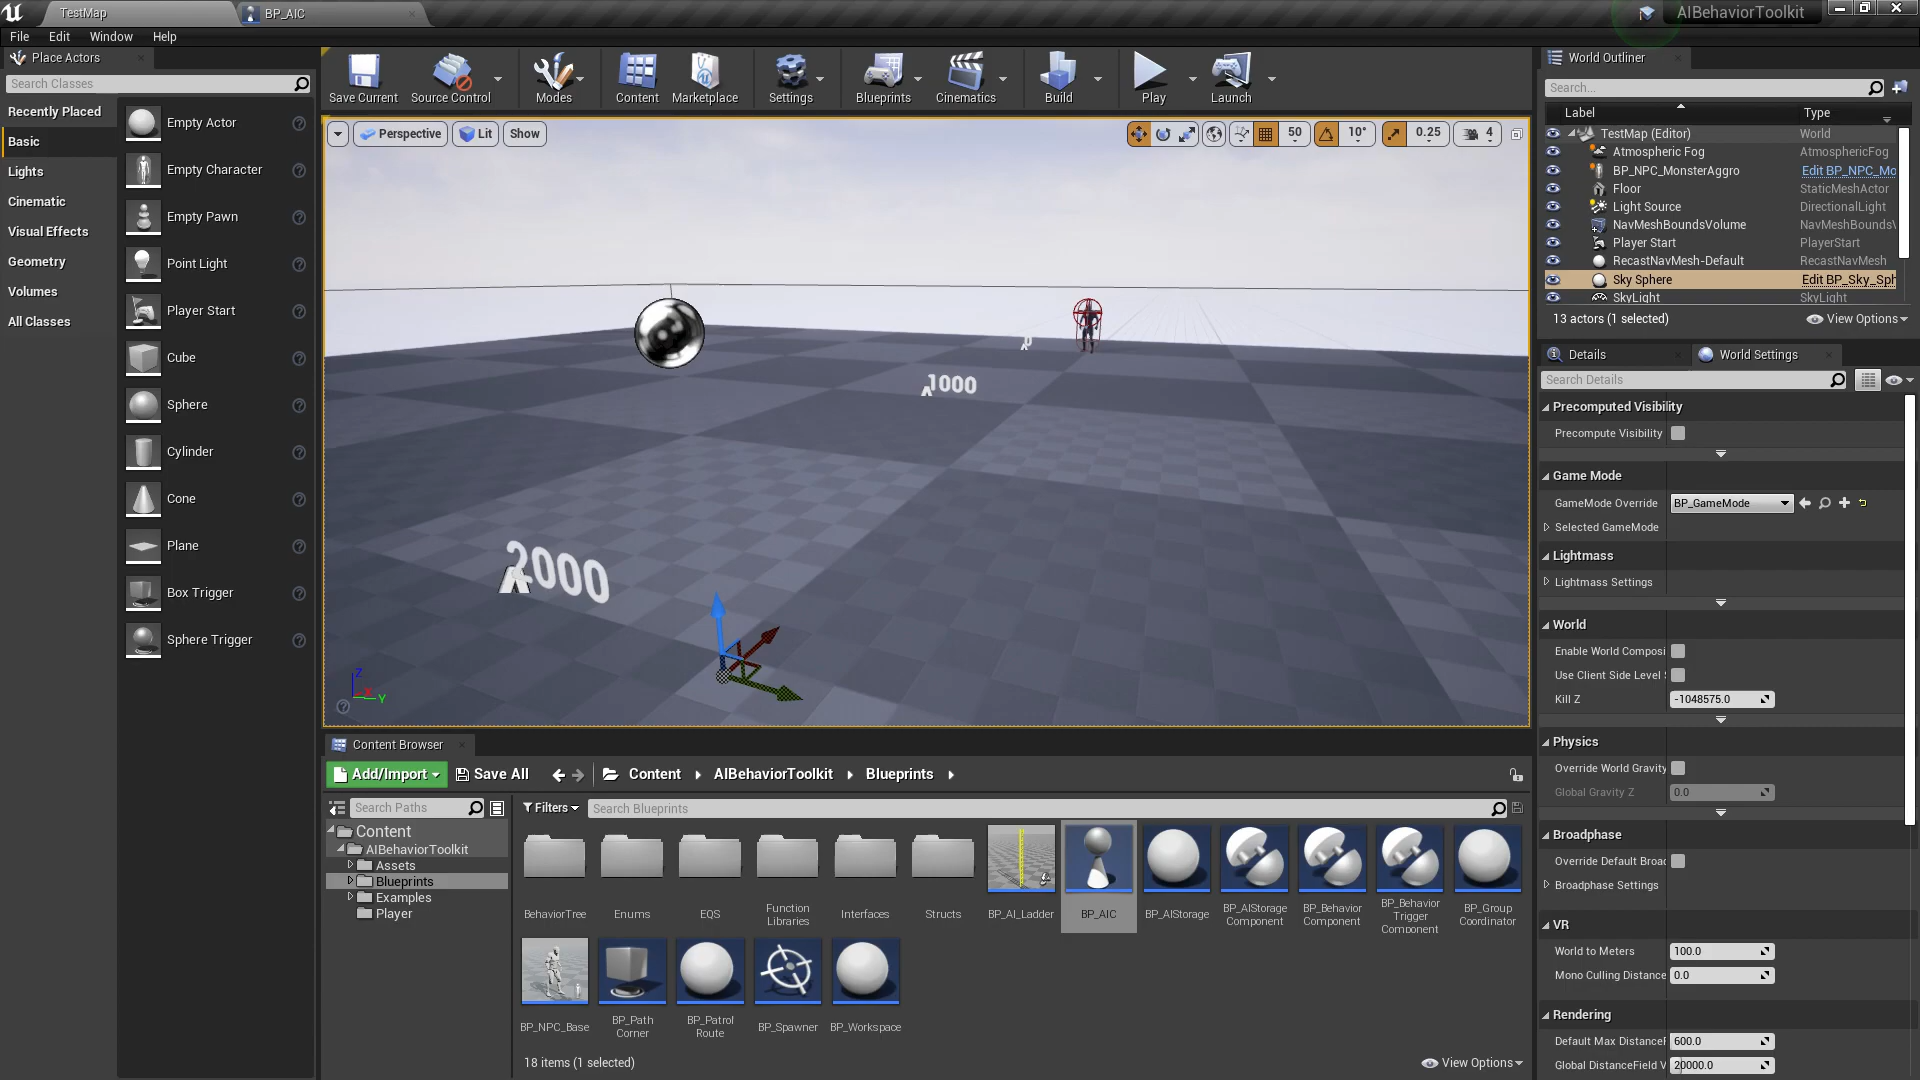 TestMap
BP_AIC
AIBehaviorToolkit
File Edit Window Help
Place Actors
Search Classes
Recently Placed
Basic
Lights
Cinematic
Visual Effects
Geometry
Volumes
All Classes
Empty Actor
Empty Character
Empty Pawn
Point Light
Player Start
Cube
Sphere
Cylinder
Cone
Plane
Box Trigger
Sphere Trigger
Save Current
Source Control
Modes
Content
Marketplace
Settings
Blueprints
Cinematics
Build
Play
Launch
Perspective
Lit
Show
50
10°
0.25
4
0
1000
2000
Z
X
Y
World Outliner
Search...
Label Type
TestMap (Editor) World
Atmospheric Fog AtmosphericFog
BP_NPC_MonsterAggro Edit BP_NPC_Mo
Floor StaticMeshActor
Light Source DirectionalLight
NavMeshBoundsVolume NavMeshBounds
Player Start PlayerStart
RecastNavMesh-Default RecastNavMesh
Sky Sphere Edit BP_Sky_Sph
SkyLight SkyLight
13 actors (1 selected)
View Options
Details
World Settings
Search Details
Precomputed Visibility
Precompute Visibility
Game Mode
GameMode Override BP_GameMode
Selected GameMode
Lightmass
Lightmass Settings
World
Enable World Composi
Use Client Side Level
Kill Z -1048575.0
Physics
Override World Gravity
Global Gravity Z 0.0
Broadphase
Override Default Broad
Broadphase Settings
VR
World to Meters 100.0
Mono Culling Distance 0.0
Rendering
Default Max DistanceF 600.0
Global DistanceField V 20000.0
Content Browser
Add/Import
Save All
Content
AIBehaviorToolkit
Blueprints
Search Paths
Filters
Search Blueprints
Content
AIBehaviorToolkit
Assets
Blueprints
Examples
Player
BehaviorTree
Enums
EQS
Function
Libraries
Interfaces
Structs
BP_AI_Ladder
BP_AIC
BP_AIStorage
BP_AIStorage
Component
BP_Behavior
Component
BP_Behavior
Trigger
Component
BP_Group
Coordinator
BP_NPC_Base
BP_Path
Corner
BP_Patrol
Route
BP_Spawner
BP_Workspace
18 items (1 selected)
View Options